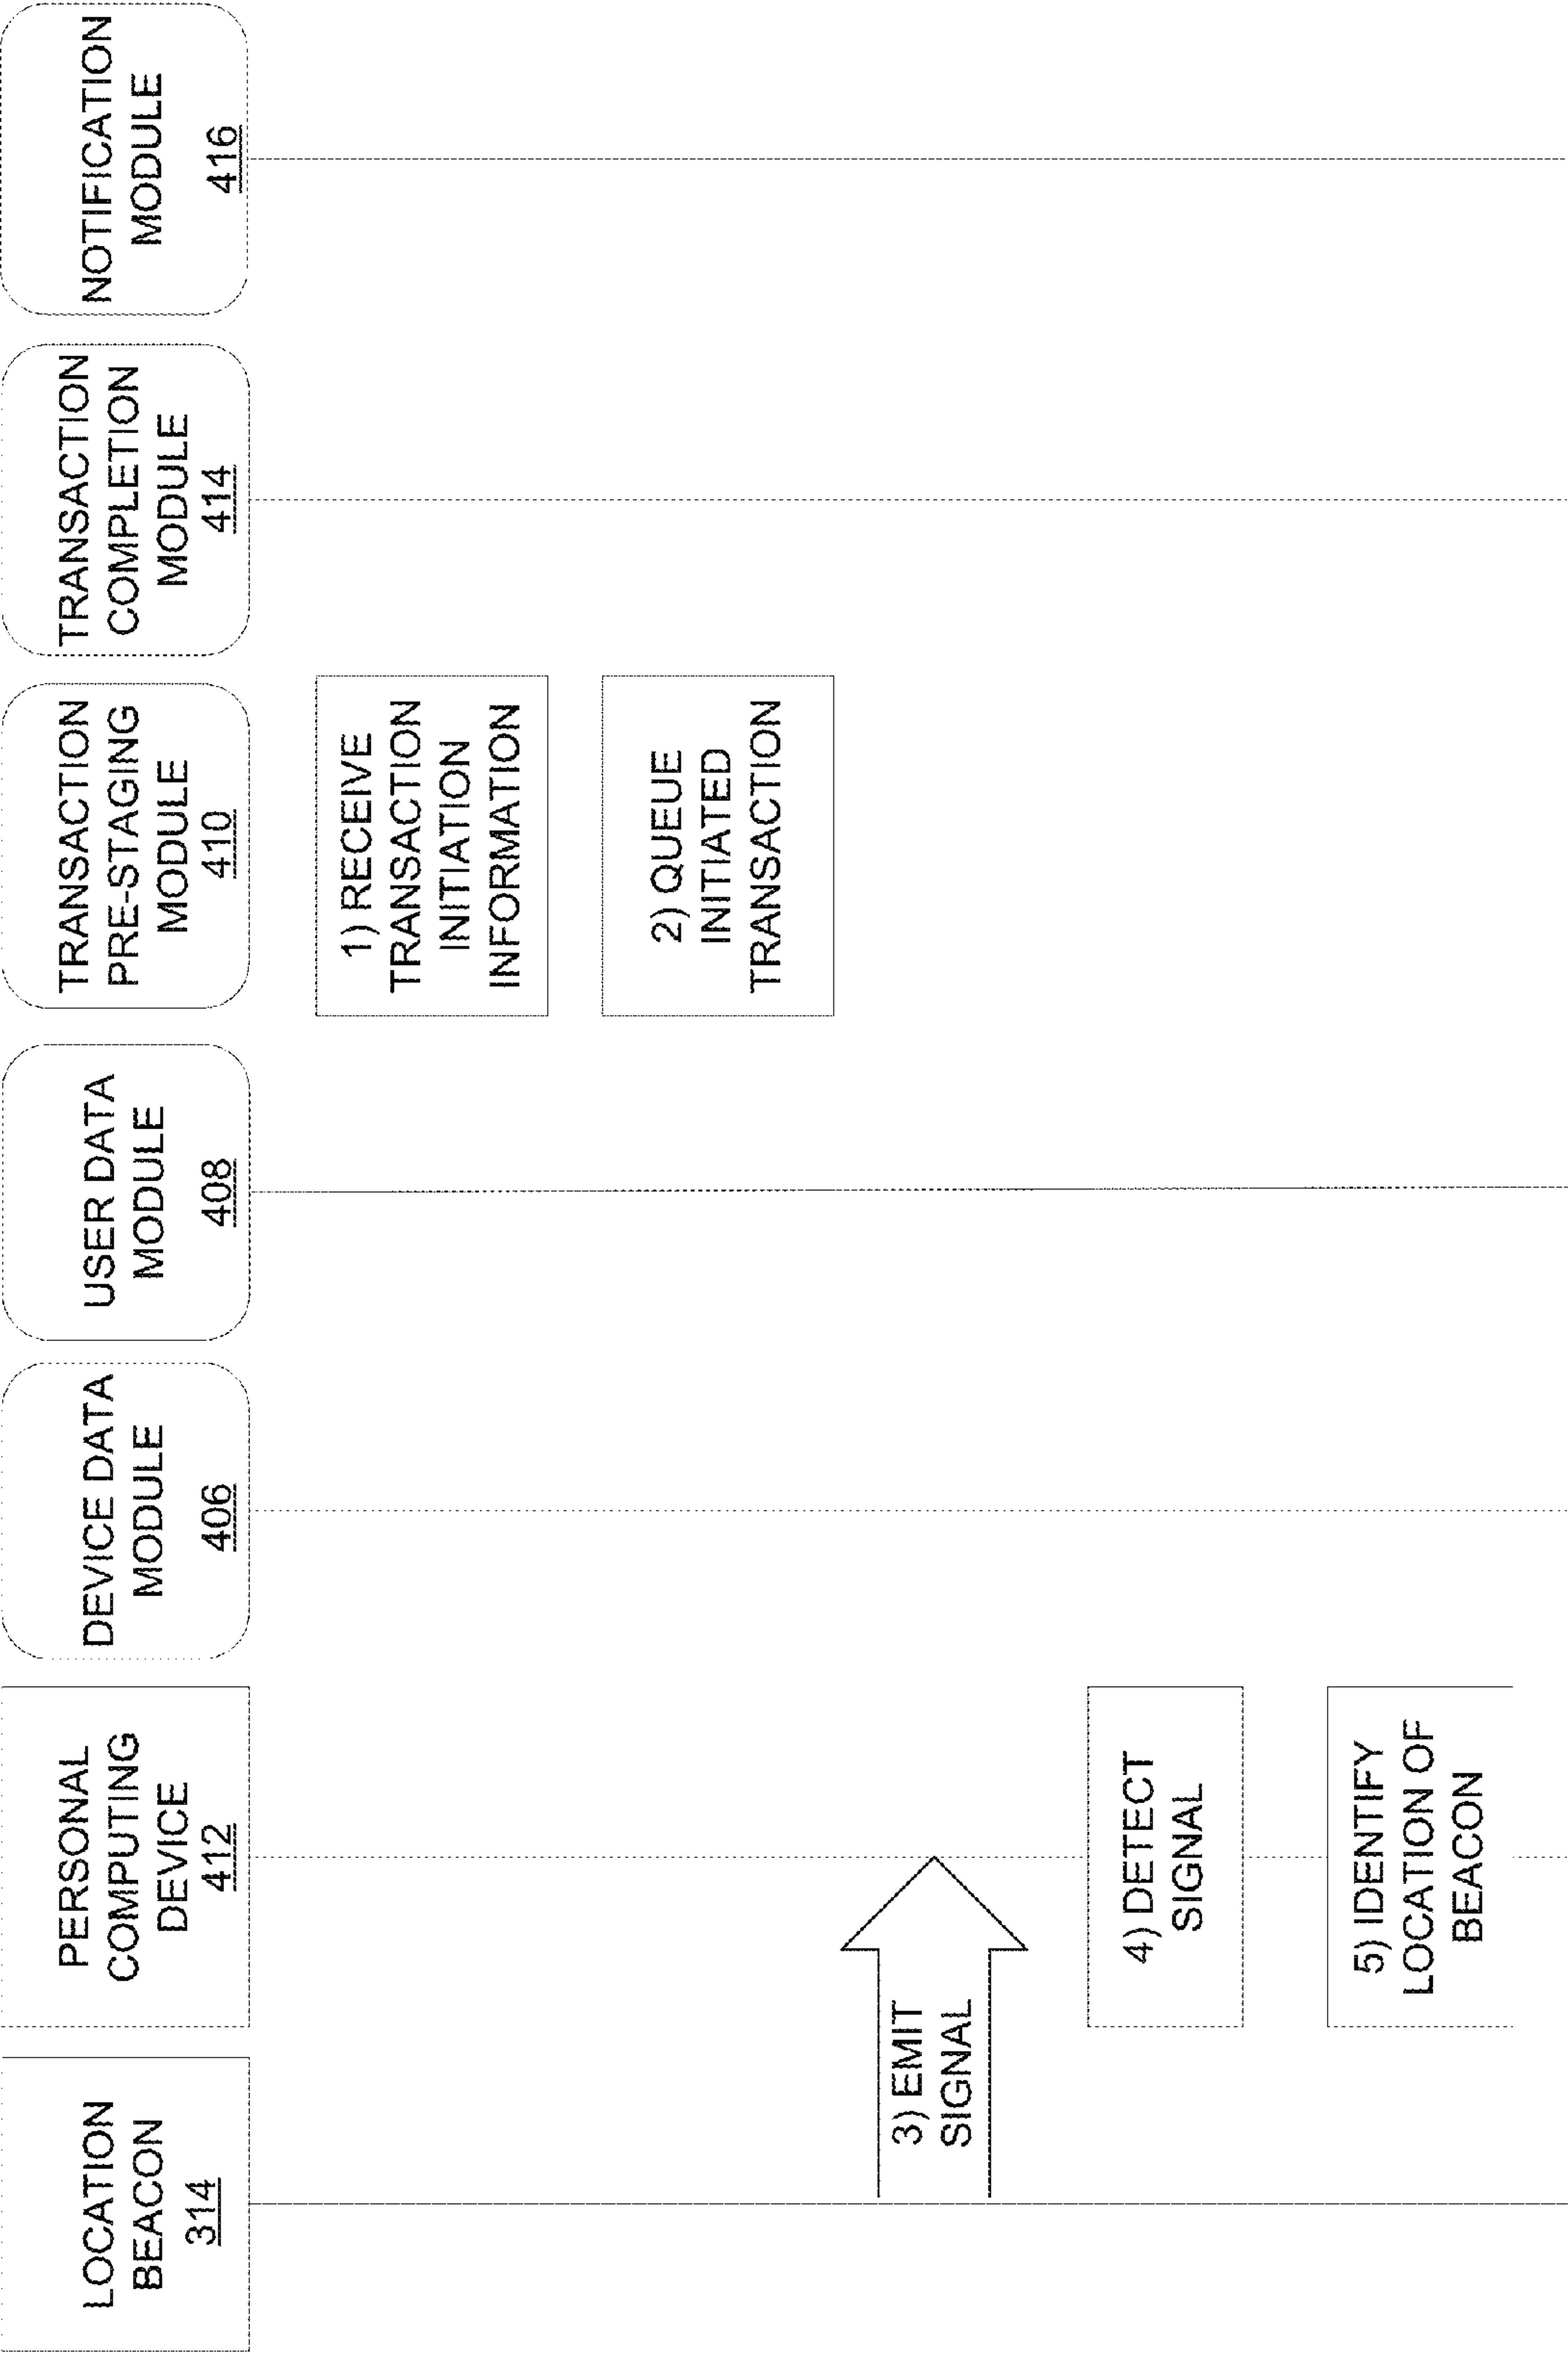 LOCATION
BEACON
314
PERSONAL
COMPUTING
DEVICE
412
DEVICE DATA
MODULE
406
USER DATA
MODULE
408
TRANSACTION
PRE-STAGING
MODULE
410
TRANSACTION
COMPLETION
MODULE
414
NOTIFICATION
MODULE
416
1) RECEIVE
TRANSACTION
INITIATION
INFORMATION
2) QUEUE
INITIATED
TRANSACTION
3) EMIT
SIGNAL
4) DETECT
SIGNAL
5) IDENTIFY
LOCATION OF
BEACON